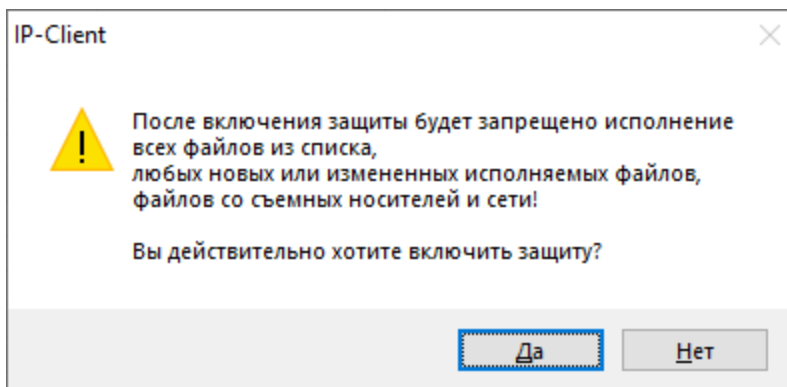 IP-Client
После включения защиты будет запрещено исполнение
всех файлов из списка,
любых новых или измененных исполняемых файлов,
файлов со съемных носителей и сети!
Вы действительно хотите включить защиту?
Да
Нет